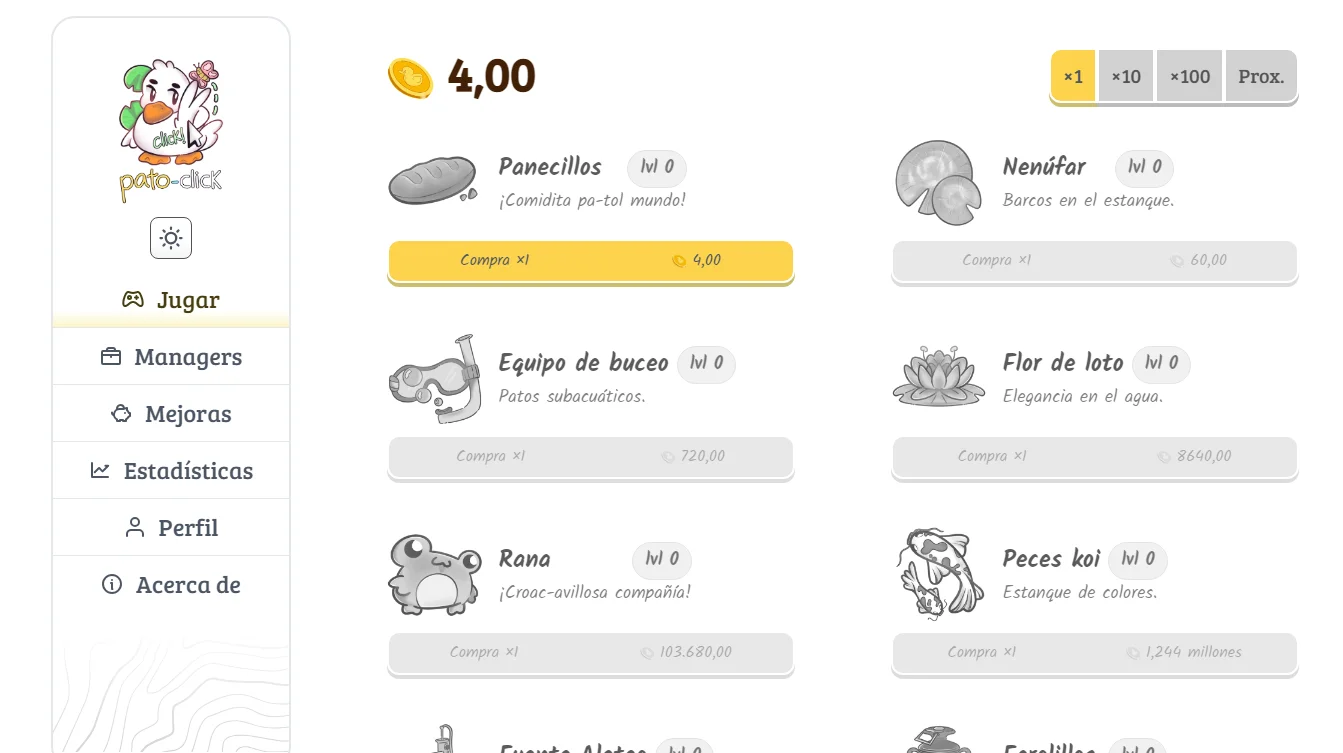 click!
pato-click
Jugar
Managers
Mejoras
Estadísticas
Perfil
Acerca de
4,00
×1 ×10 ×100 Prox.
Panecillos lvl 0
¡Comidita pa-tol mundo!
Compra ×1 4,00
Nenúfar lvl 0
Barcos en el estanque.
Compra ×1 60,00
Equipo de buceo lvl 0
Patos subacuáticos.
Compra ×1 720,00
Flor de loto lvl 0
Elegancia en el agua.
Compra ×1 8640,00
Rana lvl 0
¡Croac-avillosa compañía!
Compra ×1 103.680,00
Peces koi lvl 0
Estanque de colores.
Compra ×1 1,244 millones
lvl 0
lvl 0